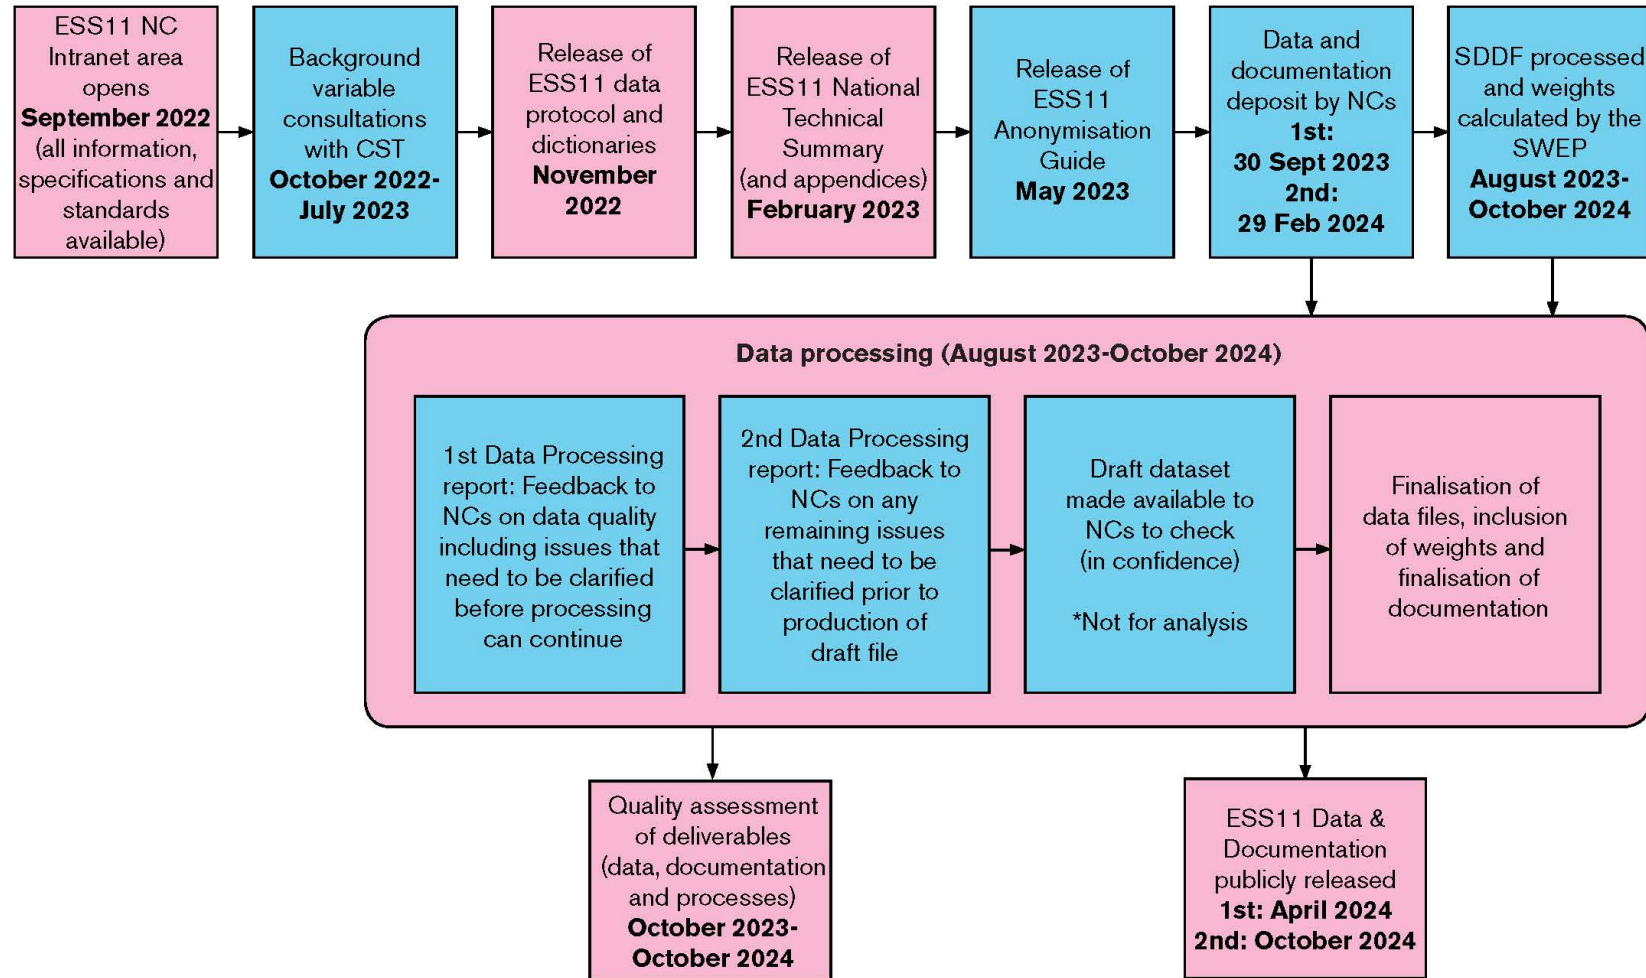 ESS11 NC
Intranet area
opens
September 2022
(all information,
specifications and
standards
available)
Background
variable
consultations
with CST
October 2022-
July 2023
Release of
ESS11 data
protocol and
dictionaries
November
2022
Release of
ESS11 National
Technical
Summary
(and appendices)
February 2023
Release of
ESS11
Anonymisation
Guide
May 2023
Data and
documentation
deposit by NCs
1st:
30 Sept 2023
2nd:
29 Feb 2024
SDDF processed
and weights
calculated by the
SWEP
August 2023-
October 2024
Data processing (August 2023-October 2024)
1st Data Processing
report: Feedback to
NCs on data quality
including issues that
need to be clarified
before processing
can continue
2nd Data Processing
report: Feedback to
NCs on any
remaining issues
that need to be
clarified prior to
production of
draft file
Draft dataset
made available to
NCs to check
(in confidence)
*Not for analysis
Finalisation of
data files, inclusion
of weights and
finalisation of
documentation
Quality assessment
of deliverables
(data, documentation
and processes)
October 2023-
October 2024
ESS11 Data &
Documentation
publicly released
1st: April 2024
2nd: October 2024